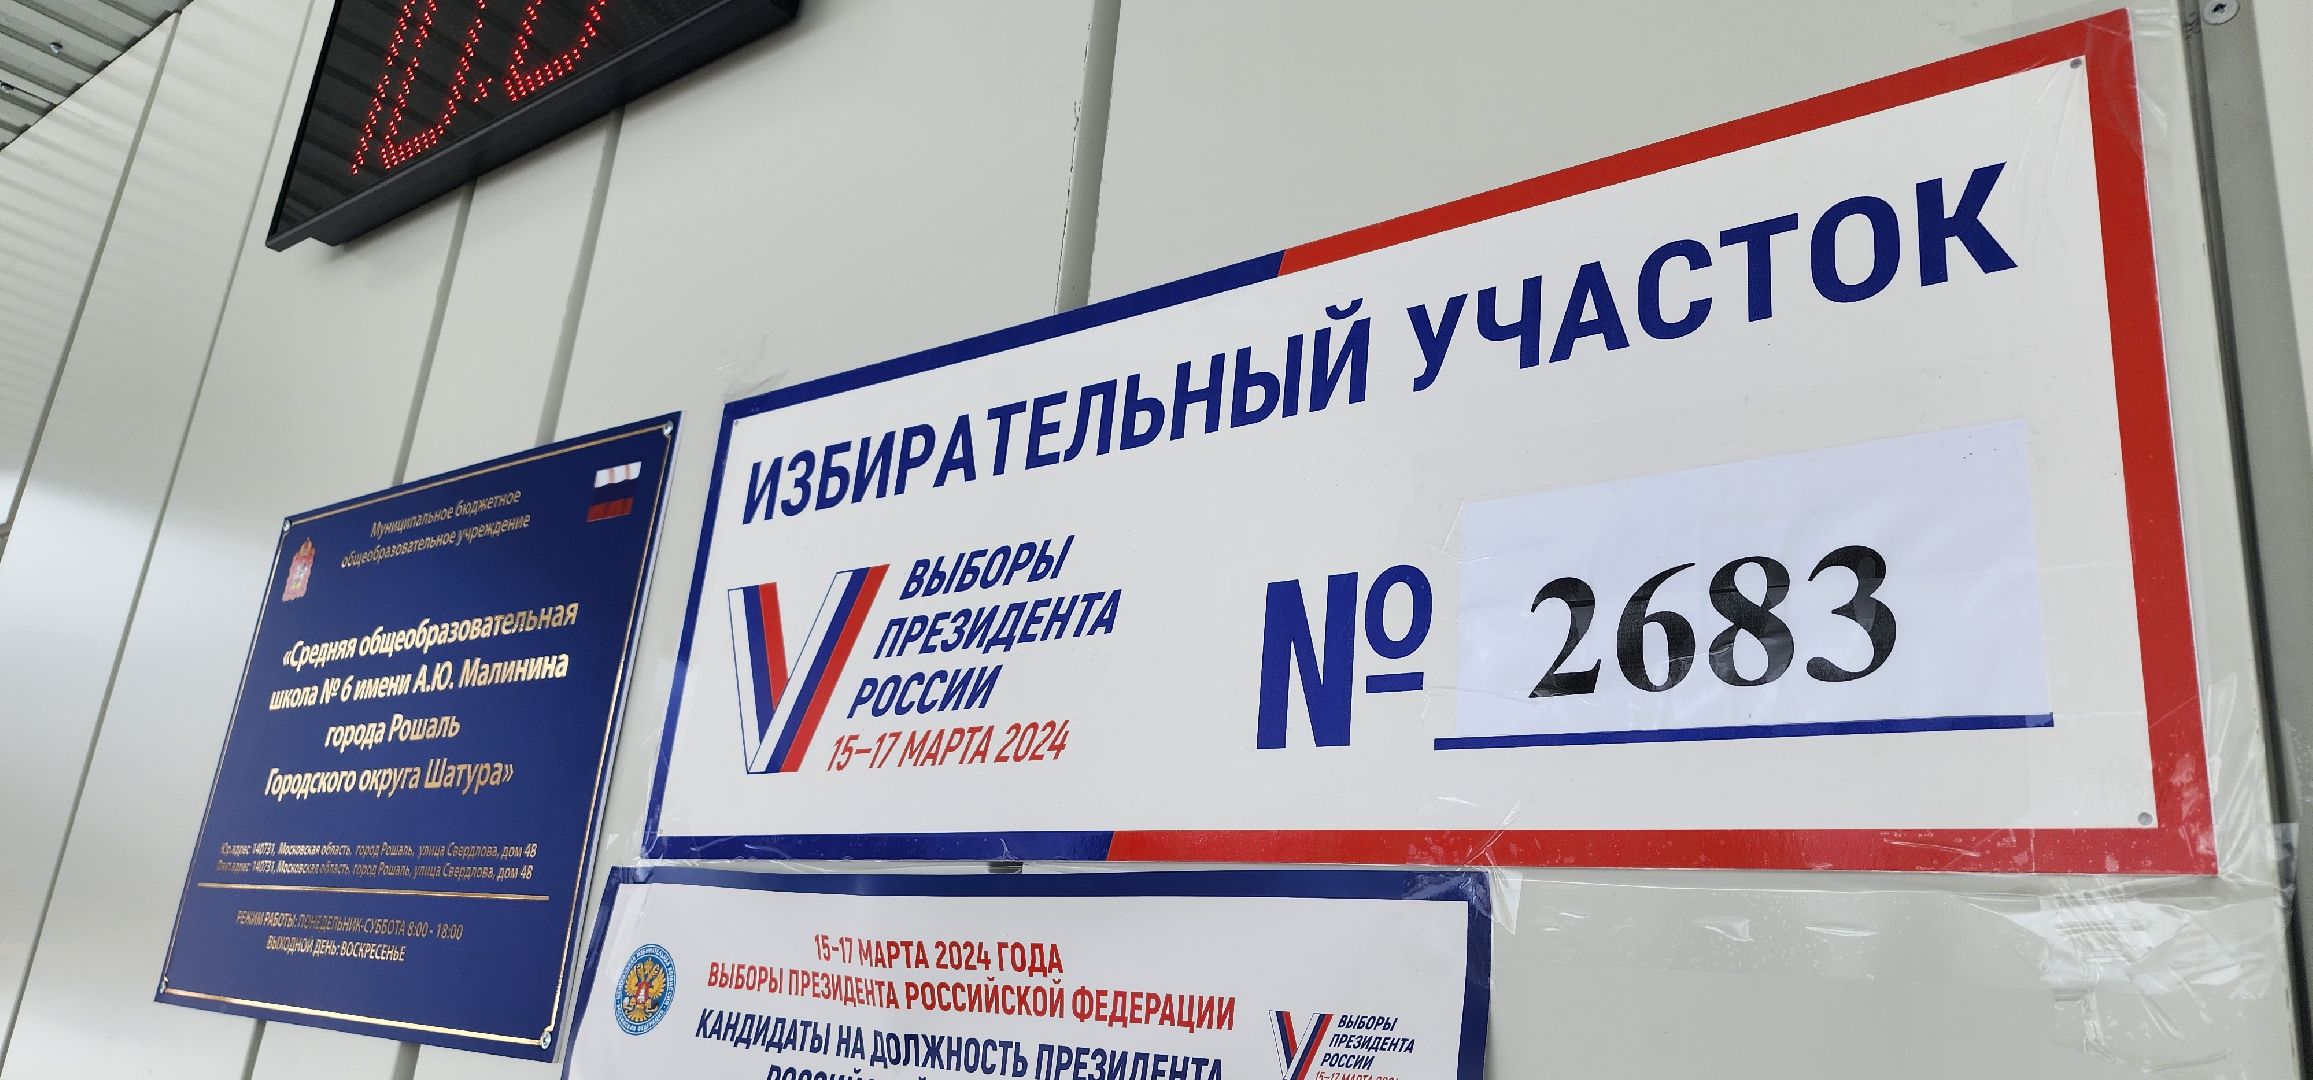 Муниципальное бюджетное
общеобразовательное учреждение
«Средняя общеобразовательная
школа № 6 имени А.Ю. Малинина
города Рошаль
Городского округа Шатура»
Юр.адрес: 140731, Московская область, город Рошаль, улица Свердлова, дом 48
Факт.адрес: 140731, Московская область, город Рошаль, улица Свердлова, дом 48
РЕЖИМ РАБОТЫ: ПОНЕДЕЛЬНИК-СУББОТА 8:00 - 18:00
ВЫХОДНОЙ ДЕНЬ: ВОСКРЕСЕНЬЕ
ИЗБИРАТЕЛЬНЫЙ УЧАСТОК
ВЫБОРЫ
ПРЕЗИДЕНТА
РОССИИ
15–17 МАРТА 2024
№ 2683
15-17 МАРТА 2024 ГОДА
ВЫБОРЫ ПРЕЗИДЕНТА РОССИЙСКОЙ ФЕДЕРАЦИИ
КАНДИДАТЫ НА ДОЛЖНОСТЬ ПРЕЗИДЕНТА
ВЫБОРЫ
ПРЕЗИДЕНТА
РОССИИ
15–17 МАРТА 2024